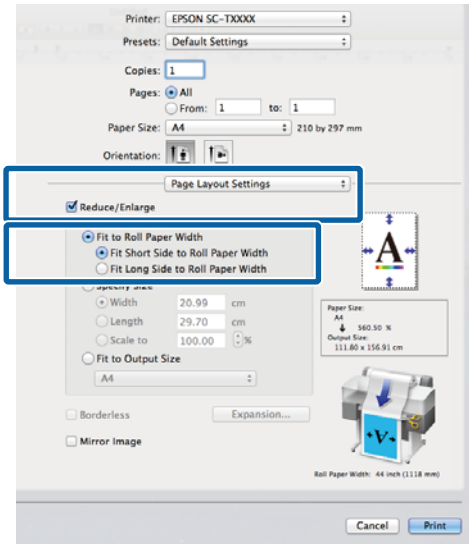 Printer: EPSON SC-TXXXX
Presets: Default Settings
Copies: 1
Pages: All
From: 1 to: 1
Paper Size: A4 210 by 297 mm
Orientation:
Page Layout Settings
Reduce/Enlarge
Fit to Roll Paper Width
Fit Short Side to Roll Paper Width
Fit Long Side to Roll Paper Width
Specify Size
Width 20.99 cm
Length 29.70 cm
Scale to 100.00 %
Fit to Output Size
A4
Borderless Expansion...
Mirror Image
A
Paper Size:
A4
560.50 %
Output Size:
111.80 x 156.91 cm
A
Roll Paper Width: 44 inch (1118 mm)
Cancel Print